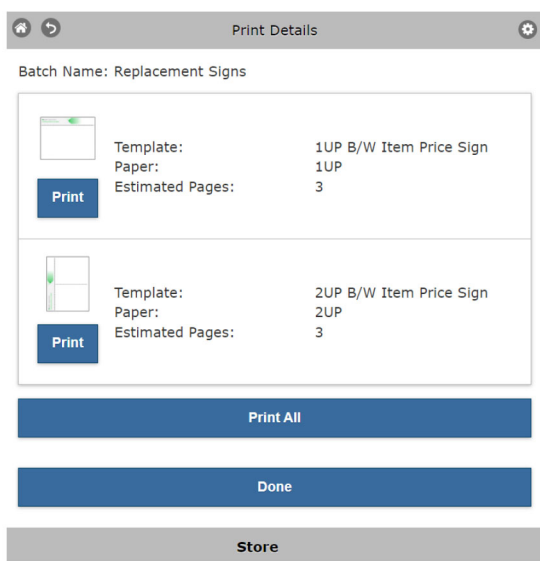 Print Details
Batch Name: Replacement Signs
Template: 1UP B/W Item Price Sign
Paper: 1UP
Estimated Pages: 3
Print
Template: 2UP B/W Item Price Sign
Paper: 2UP
Estimated Pages: 3
Print
Print All
Done
Store